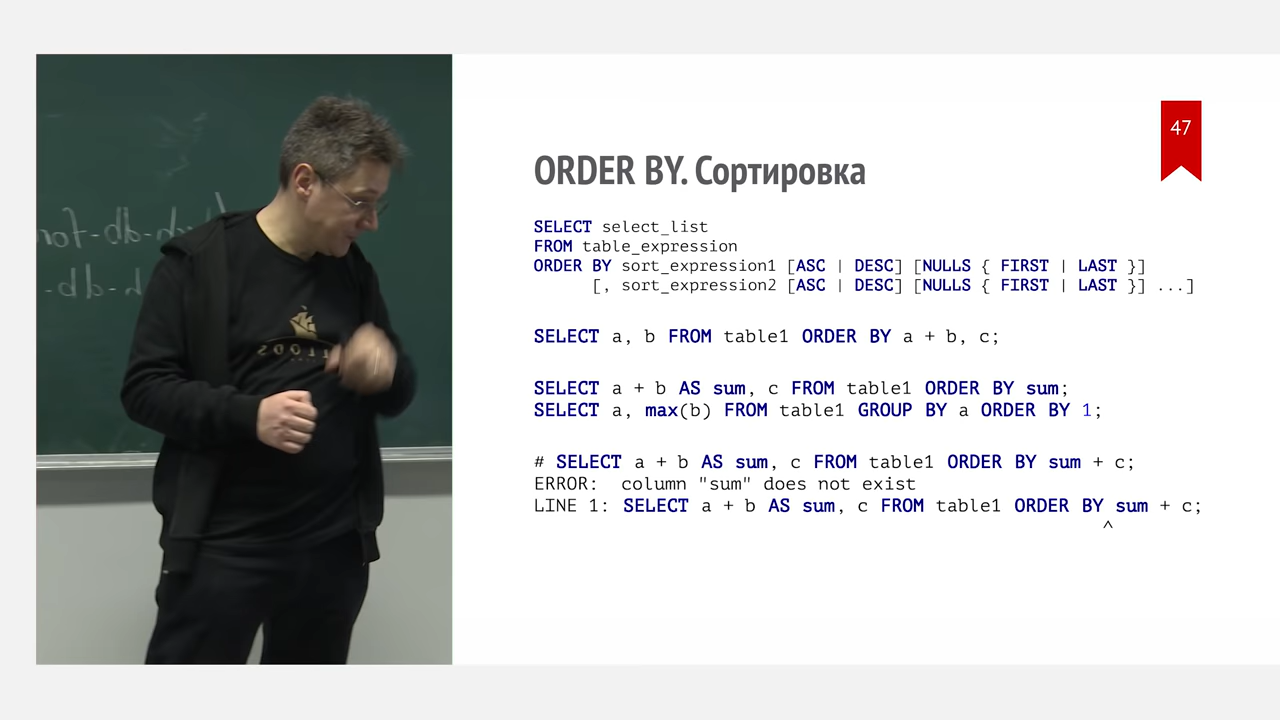 47
ORDER BY. Сортировка
SELECT select_list
FROM table_expression
ORDER BY sort_expression1 [ASC | DESC] [NULLS { FIRST | LAST }]
[, sort_expression2 [ASC | DESC] [NULLS { FIRST | LAST }] ...]
SELECT a, b FROM table1 ORDER BY a + b, c;
SELECT a + b AS sum, c FROM table1 ORDER BY sum;
SELECT a, max(b) FROM table1 GROUP BY a ORDER BY 1;
# SELECT a + b AS sum, c FROM table1 ORDER BY sum + c;
ERROR: column "sum" does not exist
LINE 1: SELECT a + b AS sum, c FROM table1 ORDER BY sum + c;
^